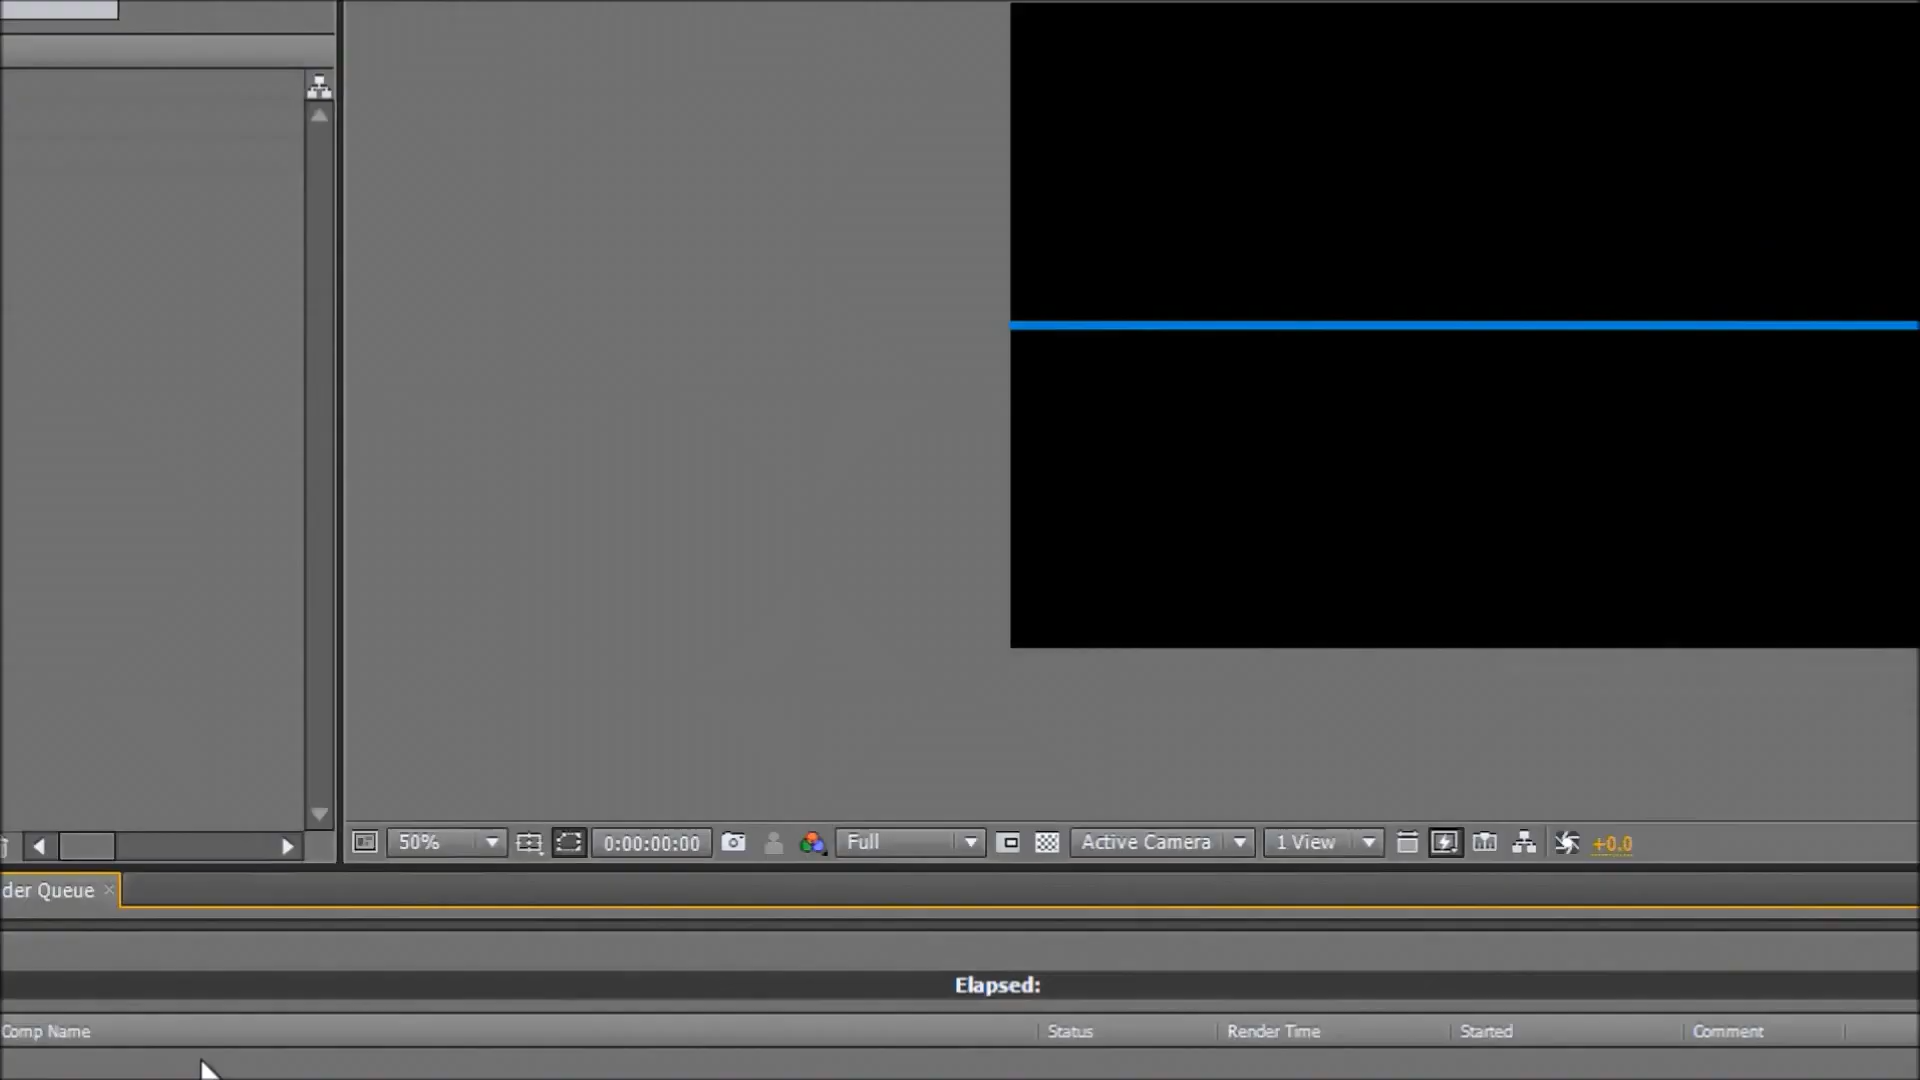 50% 0:00:00:00 Full Active Camera 1 View +0.0
der Queue
Elapsed:
Comp Name Status Render Time Started Comment